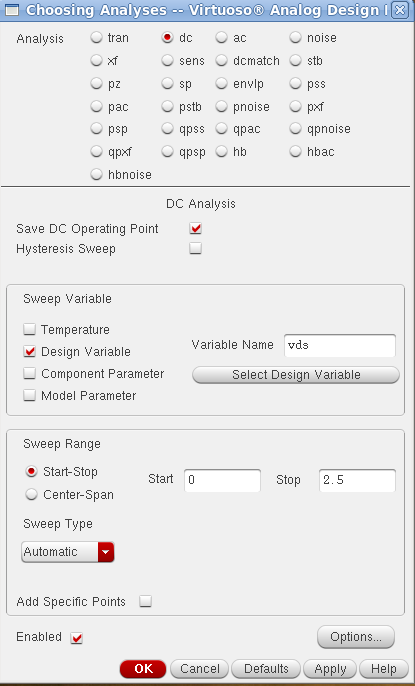 Choosing Analyses -- Virtuoso® Analog Design
Analysis tran dc ac noise
xf sens dcmatch stb
pz sp envlp pss
pac pstb pnoise pxf
psp qpss qpac qpnoise
qpxf qpsp hb hbac
hbnoise
DC Analysis
Save DC Operating Point
Hysteresis Sweep
Sweep Variable
Temperature
Design Variable Variable Name vds
Component Parameter Select Design Variable
Model Parameter
Sweep Range
Start-Stop Start 0 Stop 2.5
Center-Span
Sweep Type
Automatic
Add Specific Points
Enabled Options...
OK Cancel Defaults Apply Help